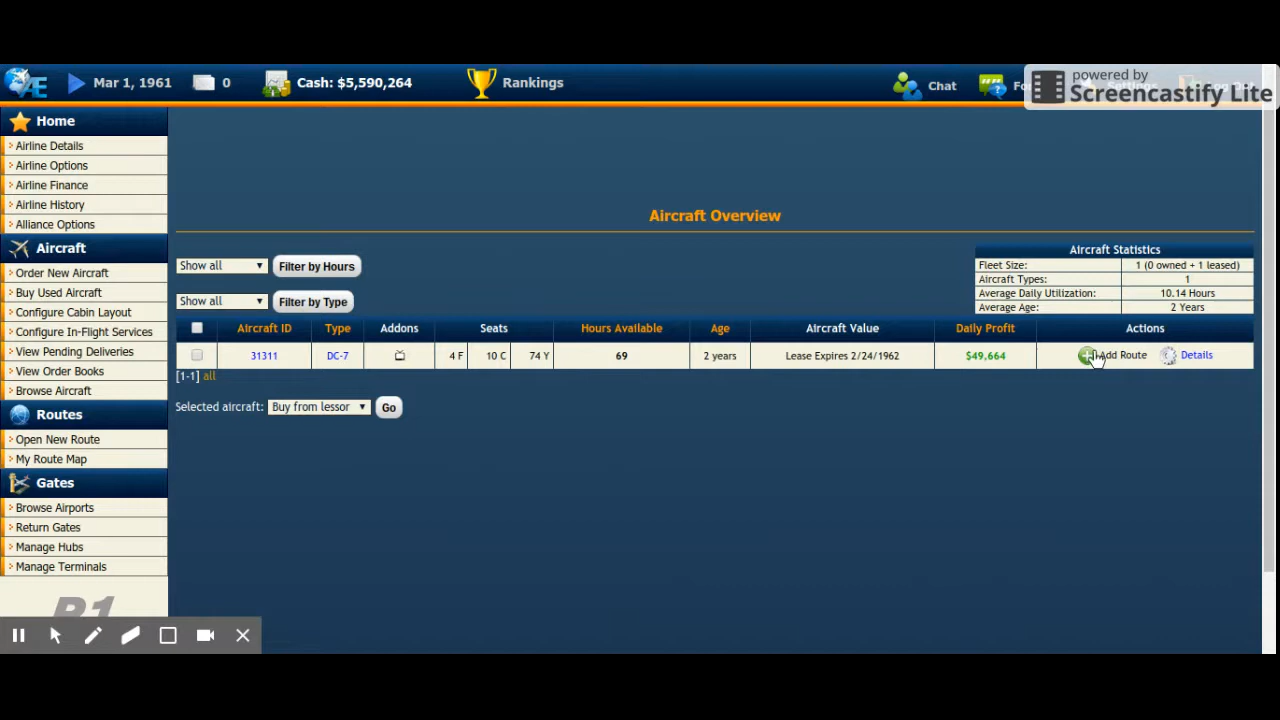 Mar 1, 1961 0 Cash: $5,590,264 Rankings Chat
powered by
Screencastify Lite
Home
Airline Details
Airline Options
Airline Finance
Airline History
Alliance Options
Aircraft
Order New Aircraft
Buy Used Aircraft
Configure Cabin Layout
Configure In-Flight Services
View Pending Deliveries
View Order Books
Browse Aircraft
Routes
Open New Route
My Route Map
Gates
Browse Airports
Return Gates
Manage Hubs
Manage Terminals
Aircraft Overview
Show all Filter by Hours
Show all Filter by Type
Aircraft Statistics
Fleet Size: 1 (0 owned + 1 leased)
Aircraft Types: 1
Average Daily Utilization: 10.14 Hours
Average Age: 2 Years
Aircraft ID Type Addons Seats Hours Available Age Aircraft Value Daily Profit Actions
31311 DC-7 4 F 10 C 74 Y 69 2 years Lease Expires 2/24/1962 $49,664 Add Route Details
[1-1] all
Selected aircraft: Buy from lessor Go